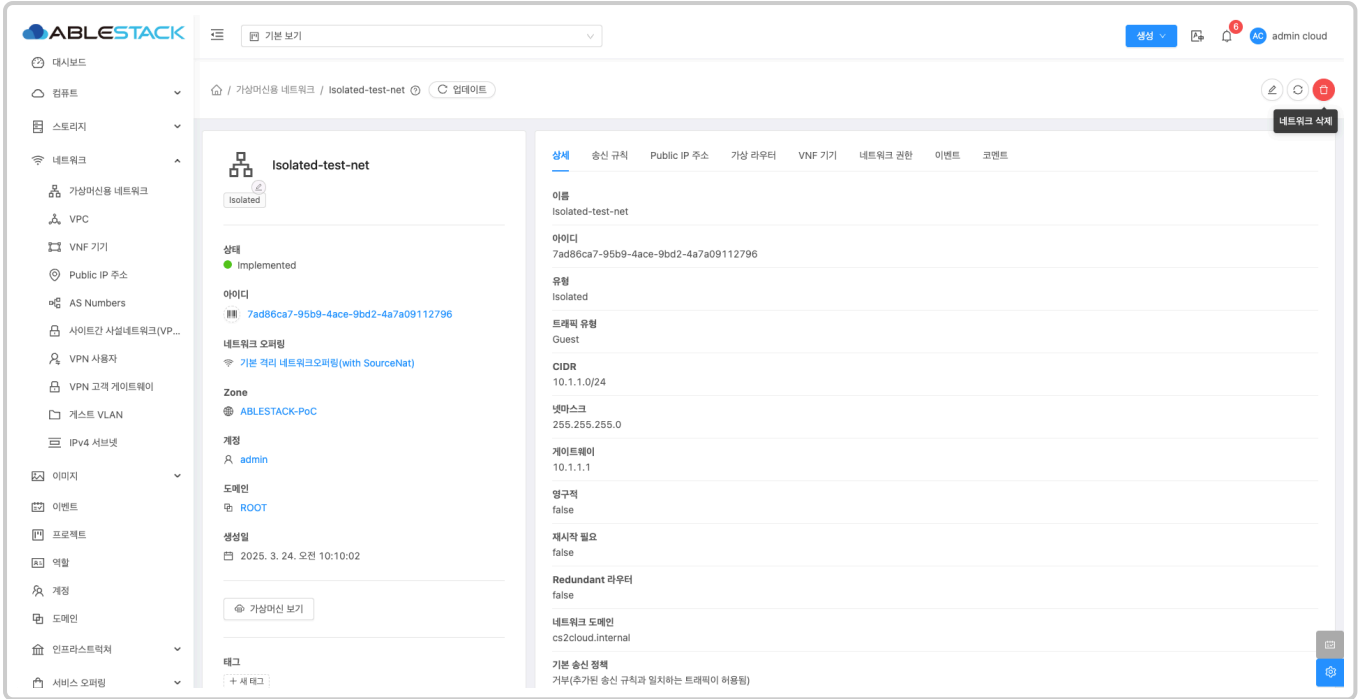 ABLESTACK
기본 보기
생성
6
AC
admin cloud
대시보드
컴퓨트
스토리지
네트워크
가상머신용 네트워크
VPC
VNF 기기
Public IP 주소
AS Numbers
사이트간 사설네트워크(VP...
VPN 사용자
VPN 고객 게이트웨이
게스트 VLAN
IPv4 서브넷
이미지
이벤트
프로젝트
역할
계정
도메인
인프라스트럭쳐
서비스 오퍼링
/ 가상머신용 네트워크 / Isolated-test-net
업데이트
네트워크 삭제
Isolated-test-net
Isolated
상태
Implemented
아이디
7ad86ca7-95b9-4ace-9bd2-4a7a09112796
네트워크 오퍼링
기본 격리 네트워크오퍼링(with SourceNat)
Zone
ABLESTACK-PoC
계정
admin
도메인
ROOT
생성일
2025. 3. 24. 오전 10:10:02
가상머신 보기
태그
+ 새 태그
상세 송신 규칙 Public IP 주소 가상 라우터 VNF 기기 네트워크 권한 이벤트 코멘트
이름
Isolated-test-net
아이디
7ad86ca7-95b9-4ace-9bd2-4a7a09112796
유형
Isolated
트래픽 유형
Guest
CIDR
10.1.1.0/24
넷마스크
255.255.255.0
게이트웨이
10.1.1.1
영구적
false
재시작 필요
false
Redundant 라우터
false
네트워크 도메인
cs2cloud.internal
기본 송신 정책
거부(추가된 송신 규칙과 일치하는 트래픽이 허용됨)